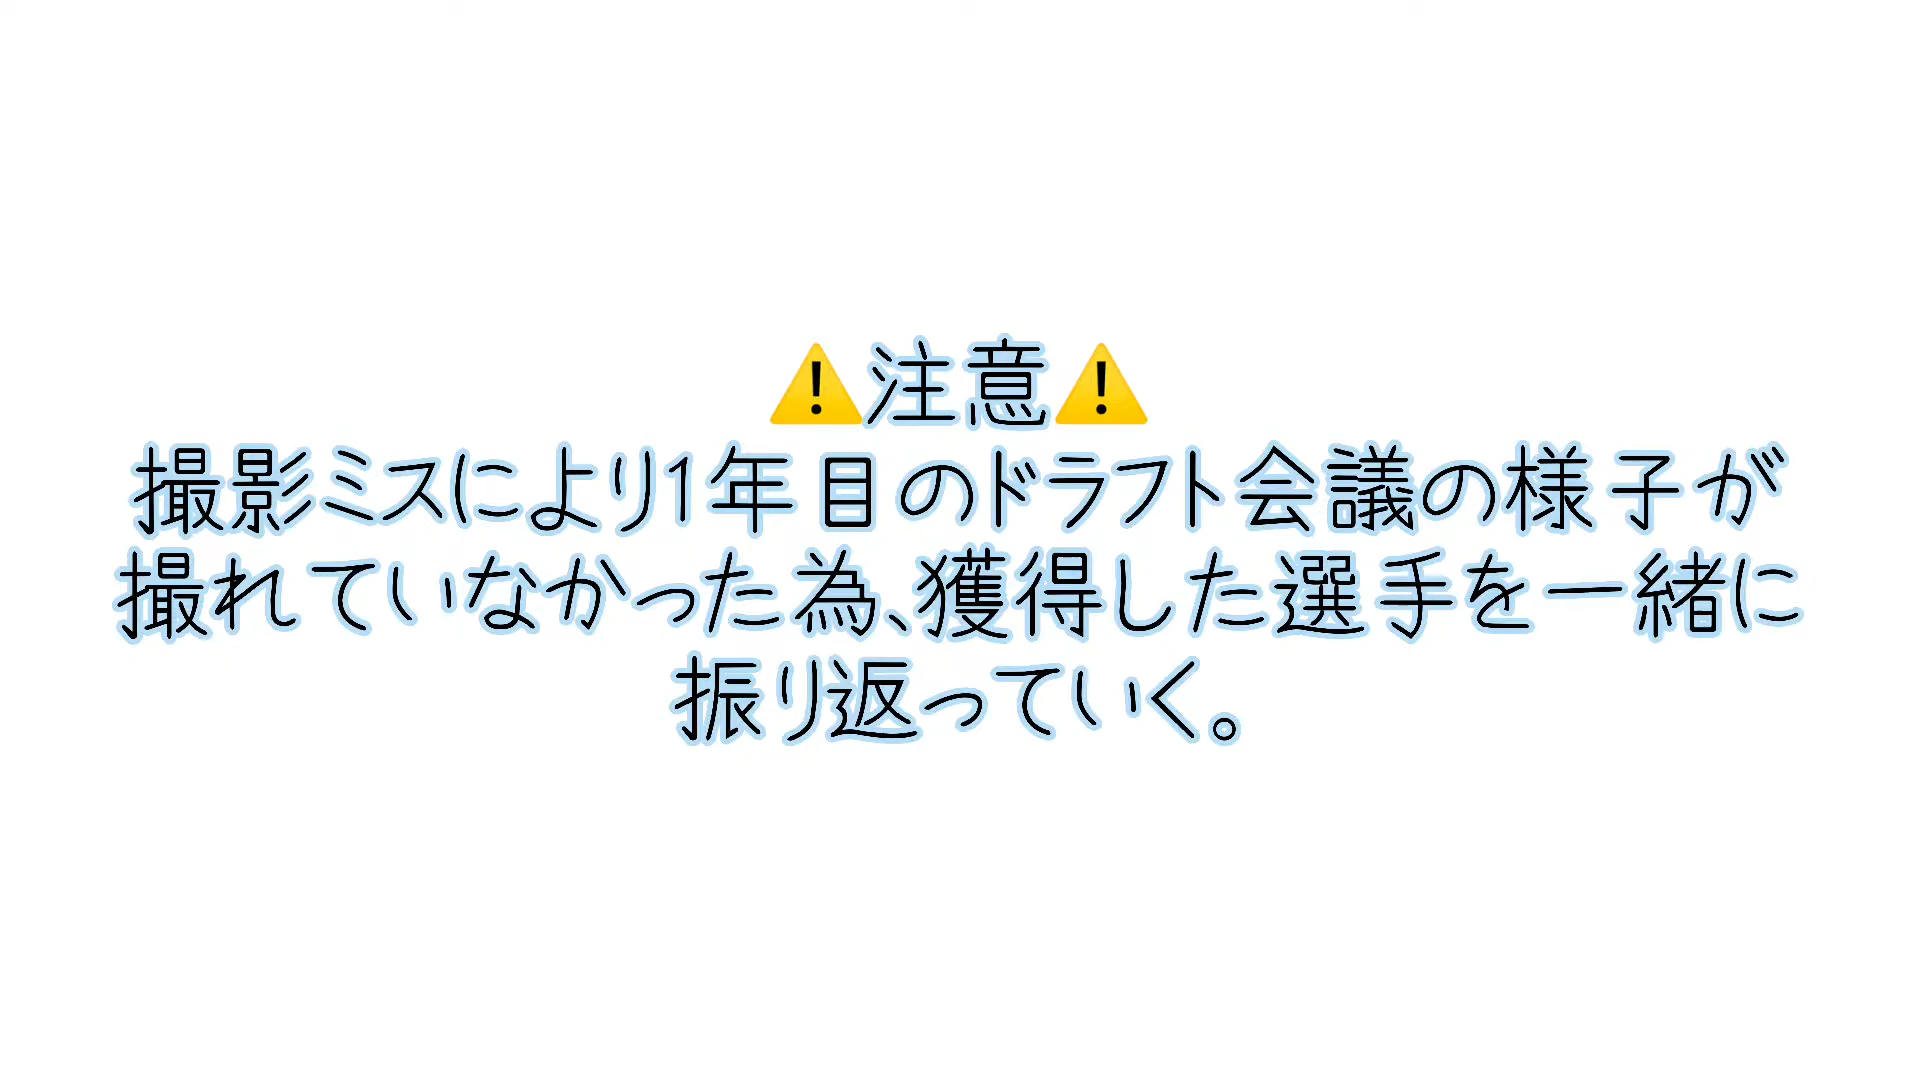 ⚠️注意⚠️
撮影ミスにより1年目のドラフト会議の様子が
撮れていなかった為、獲得した選手を一緒に
振り返っていく。